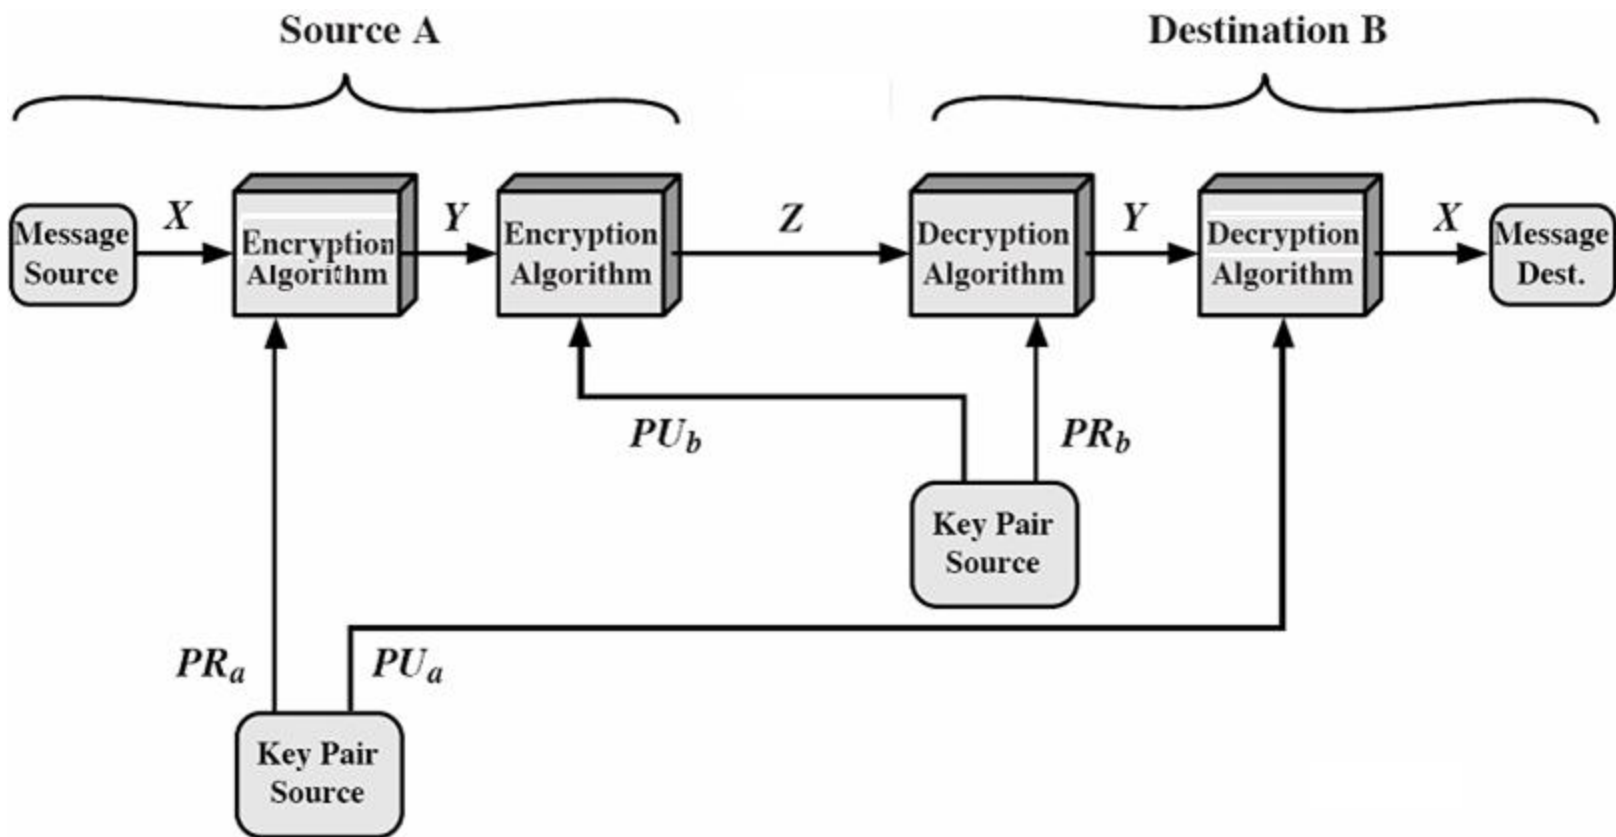 Source A
Destination B
Message
Source
X
Encryption
Algorithm
Y
Encryption
Algorithm
Z
Decryption
Algorithm
Y
Decryption
Algorithm
X
Message
Dest.
PUb
PRb
Key Pair
Source
PRa
PUa
Key Pair
Source